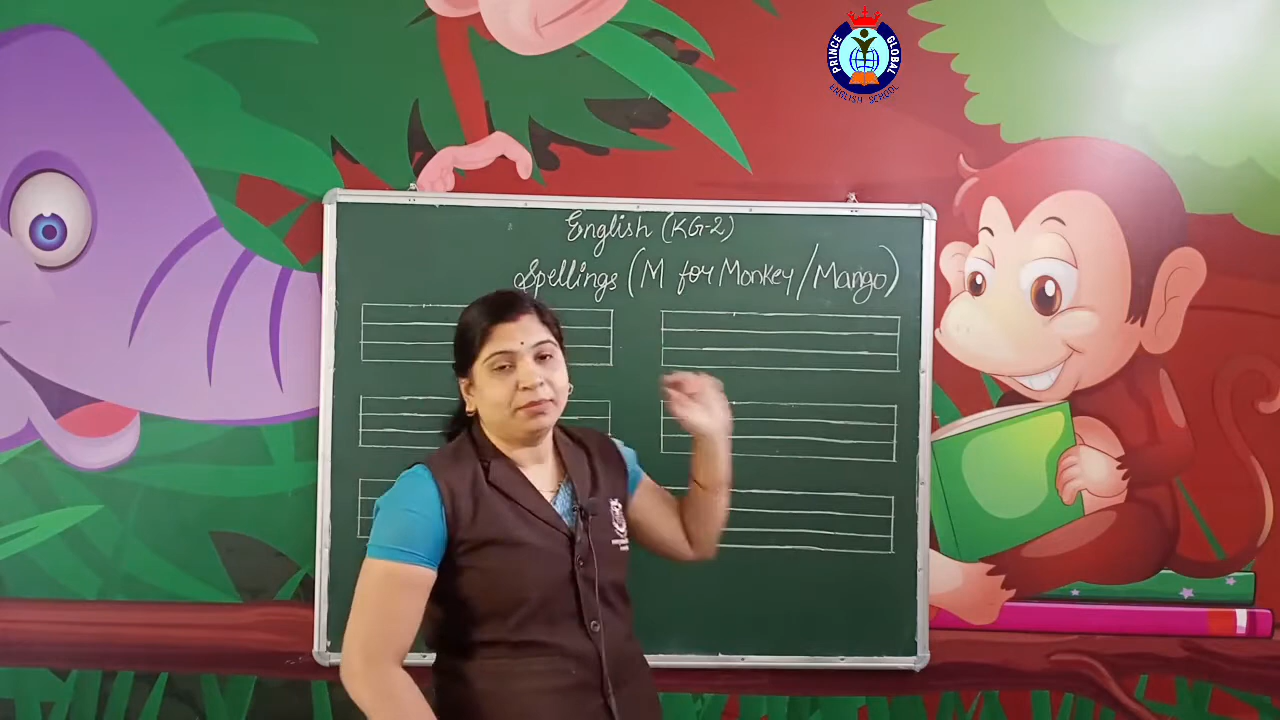 PRINCE GLOBAL
ENGLISH SCHOOL
English (KG-2)
Spellings (M for Monkey/Mango)